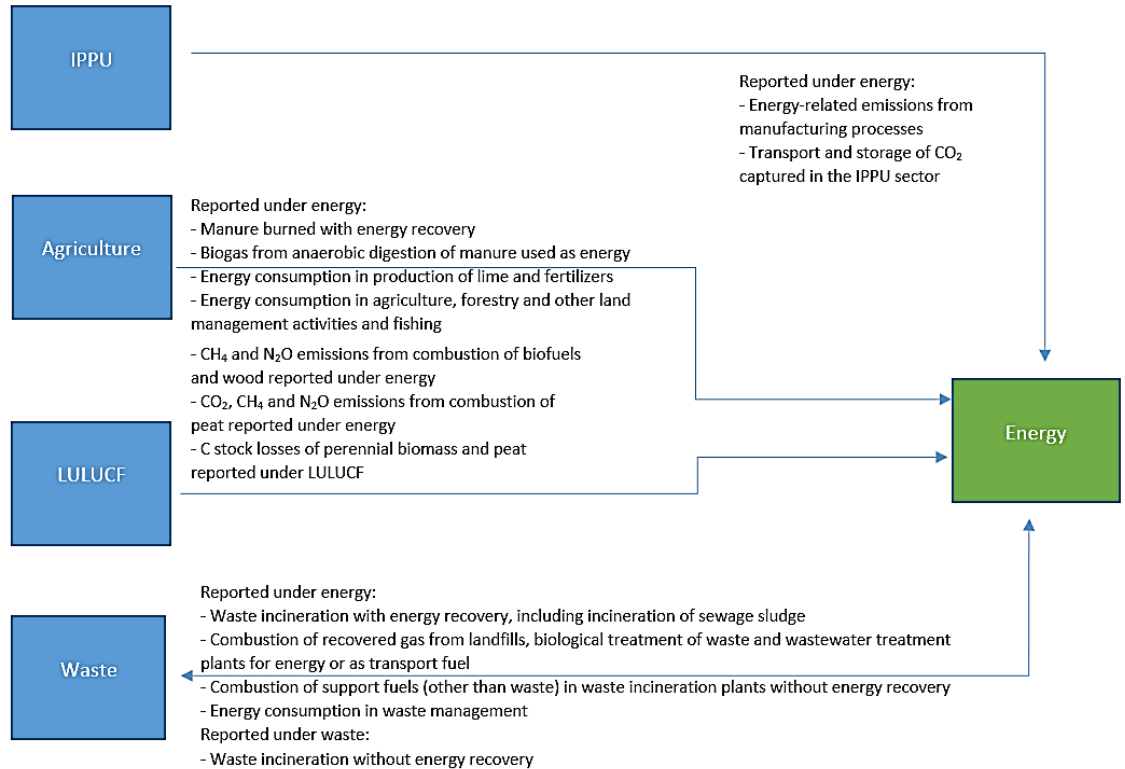 IPPU
Reported under energy:
- Energy-related emissions from
manufacturing processes
- Transport and storage of CO₂
captured in the IPPU sector
Agriculture
Reported under energy:
- Manure burned with energy recovery
- Biogas from anaerobic digestion of manure used as energy
- Energy consumption in production of lime and fertilizers
- Energy consumption in agriculture, forestry and other land
management activities and fishing
- CH₄ and N₂O emissions from combustion of biofuels
and wood reported under energy
- CO₂, CH₄ and N₂O emissions from combustion of
peat reported under energy
- C stock losses of perennial biomass and peat
reported under LULUCF
LULUCF
Energy
Waste
Reported under energy:
- Waste incineration with energy recovery, including incineration of sewage sludge
- Combustion of recovered gas from landfills, biological treatment of waste and wastewater treatment
plants for energy or as transport fuel
- Combustion of support fuels (other than waste) in waste incineration plants without energy recovery
- Energy consumption in waste management
Reported under waste:
- Waste incineration without energy recovery